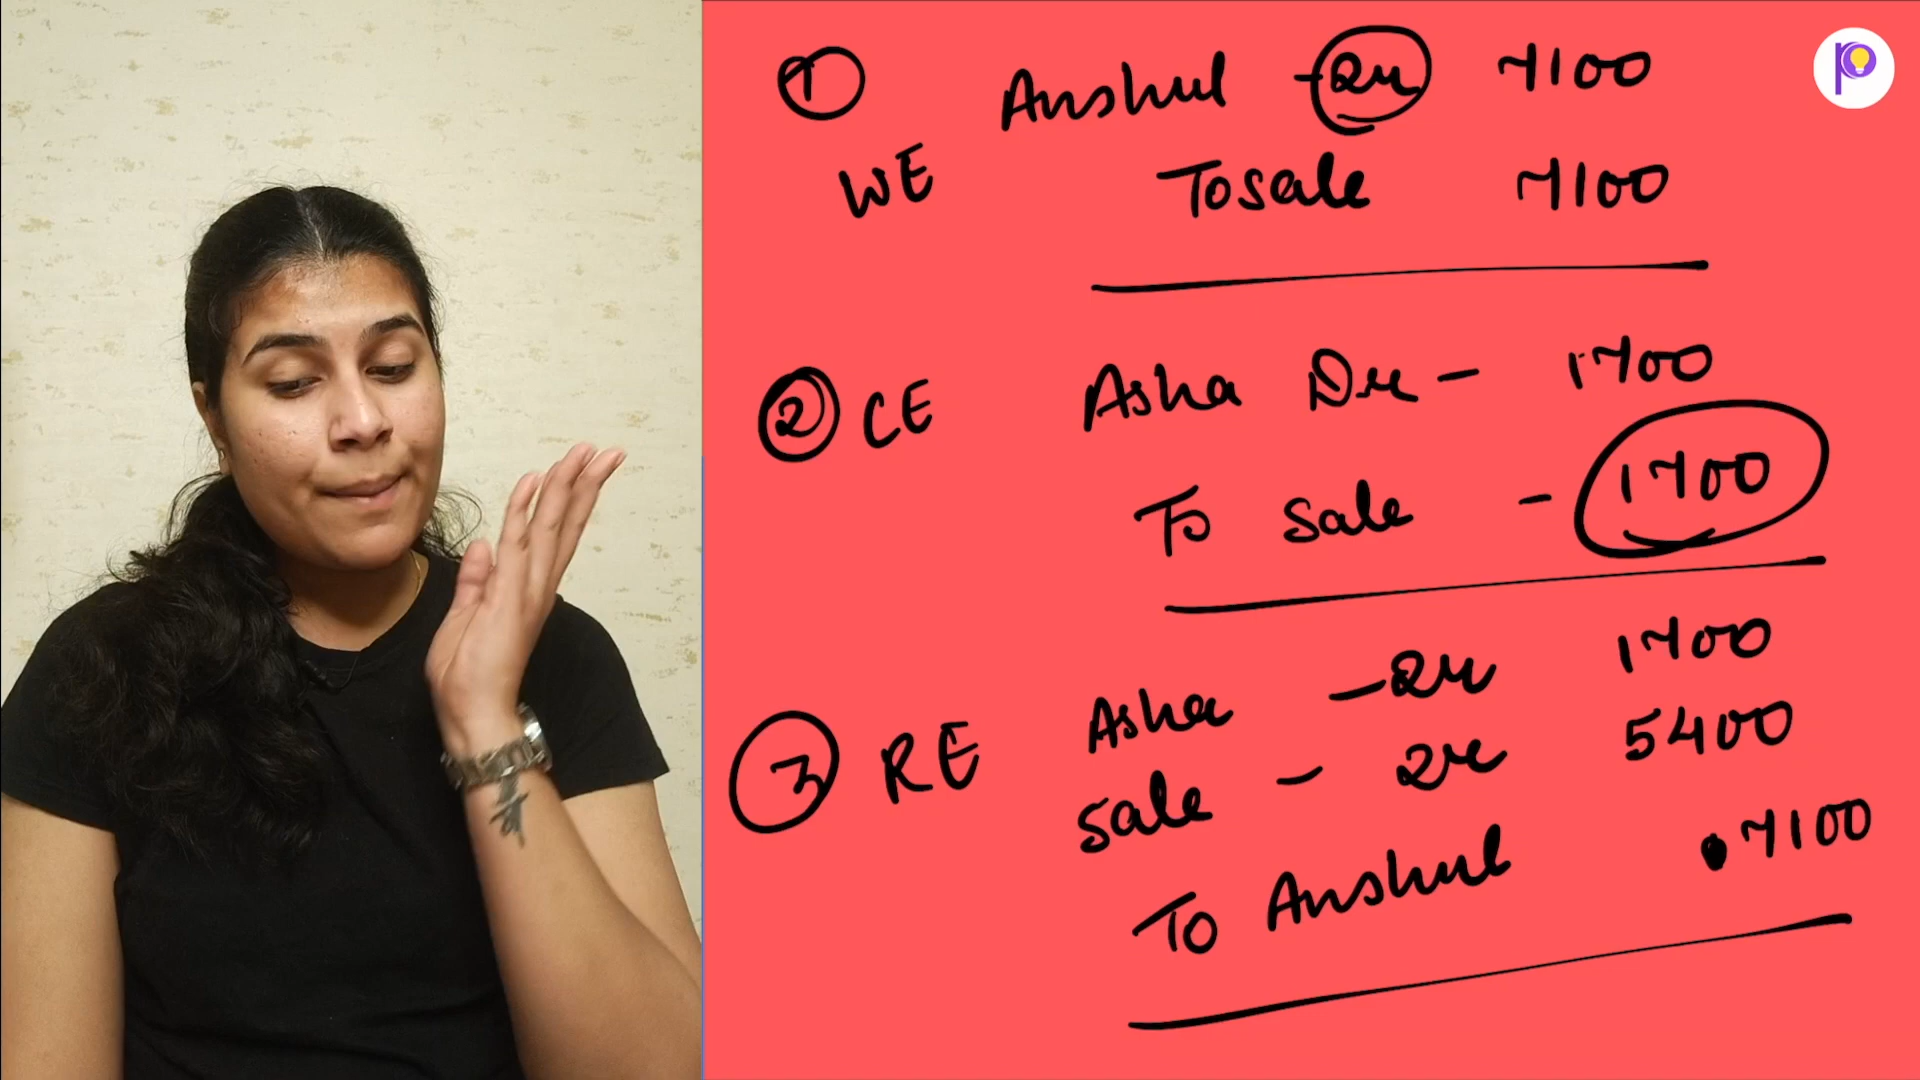 ① Anshul - Dr 7100
WE To sale 7100
② CE Asha Dr - 1700
To sale - 1700
③ RE Asha - Dr 1700
sale - Dr 5400
To Anshul 7100